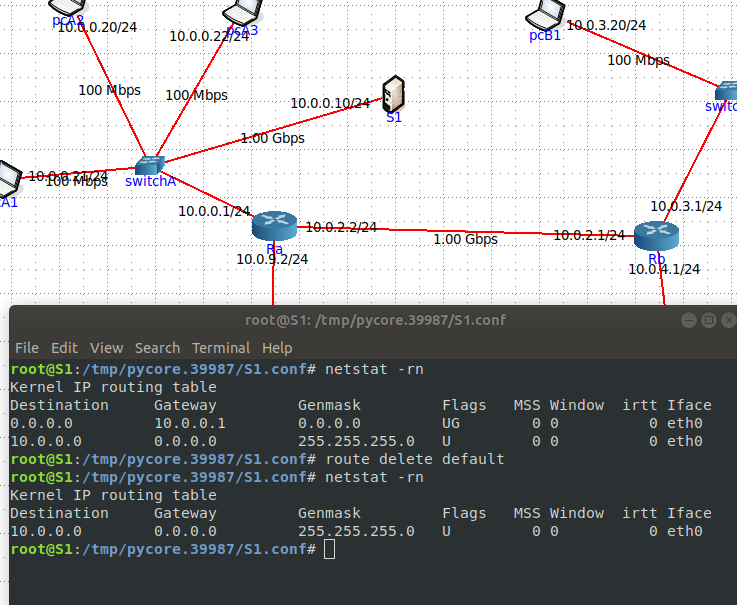 pcA2
10.0.0.20/24
pcA3
10.0.0.22/24
pcB1
10.0.3.20/24
100 Mbps
100 Mbps
100 Mbps
10.0.0.10/24
S1
1.00 Gbps
switchA
10.0.0.21/24
100 Mbps
A1
10.0.0.1/24
Ra
10.0.2.2/24
1.00 Gbps
10.0.2.1/24
10.0.3.1/24
Rb
10.0.9.2/24
10.0.4.1/24
switc
root@S1: /tmp/pycore.39987/S1.conf
File Edit View Search Terminal Help
root@S1:/tmp/pycore.39987/S1.conf# netstat -rn
Kernel IP routing table
Destination Gateway Genmask Flags MSS Window irtt Iface
0.0.0.0 10.0.0.1 0.0.0.0 UG 0 0 0 eth0
10.0.0.0 0.0.0.0 255.255.255.0 U 0 0 0 eth0
root@S1:/tmp/pycore.39987/S1.conf# route delete default
root@S1:/tmp/pycore.39987/S1.conf# netstat -rn
Kernel IP routing table
Destination Gateway Genmask Flags MSS Window irtt Iface
10.0.0.0 0.0.0.0 255.255.255.0 U 0 0 0 eth0
root@S1:/tmp/pycore.39987/S1.conf#